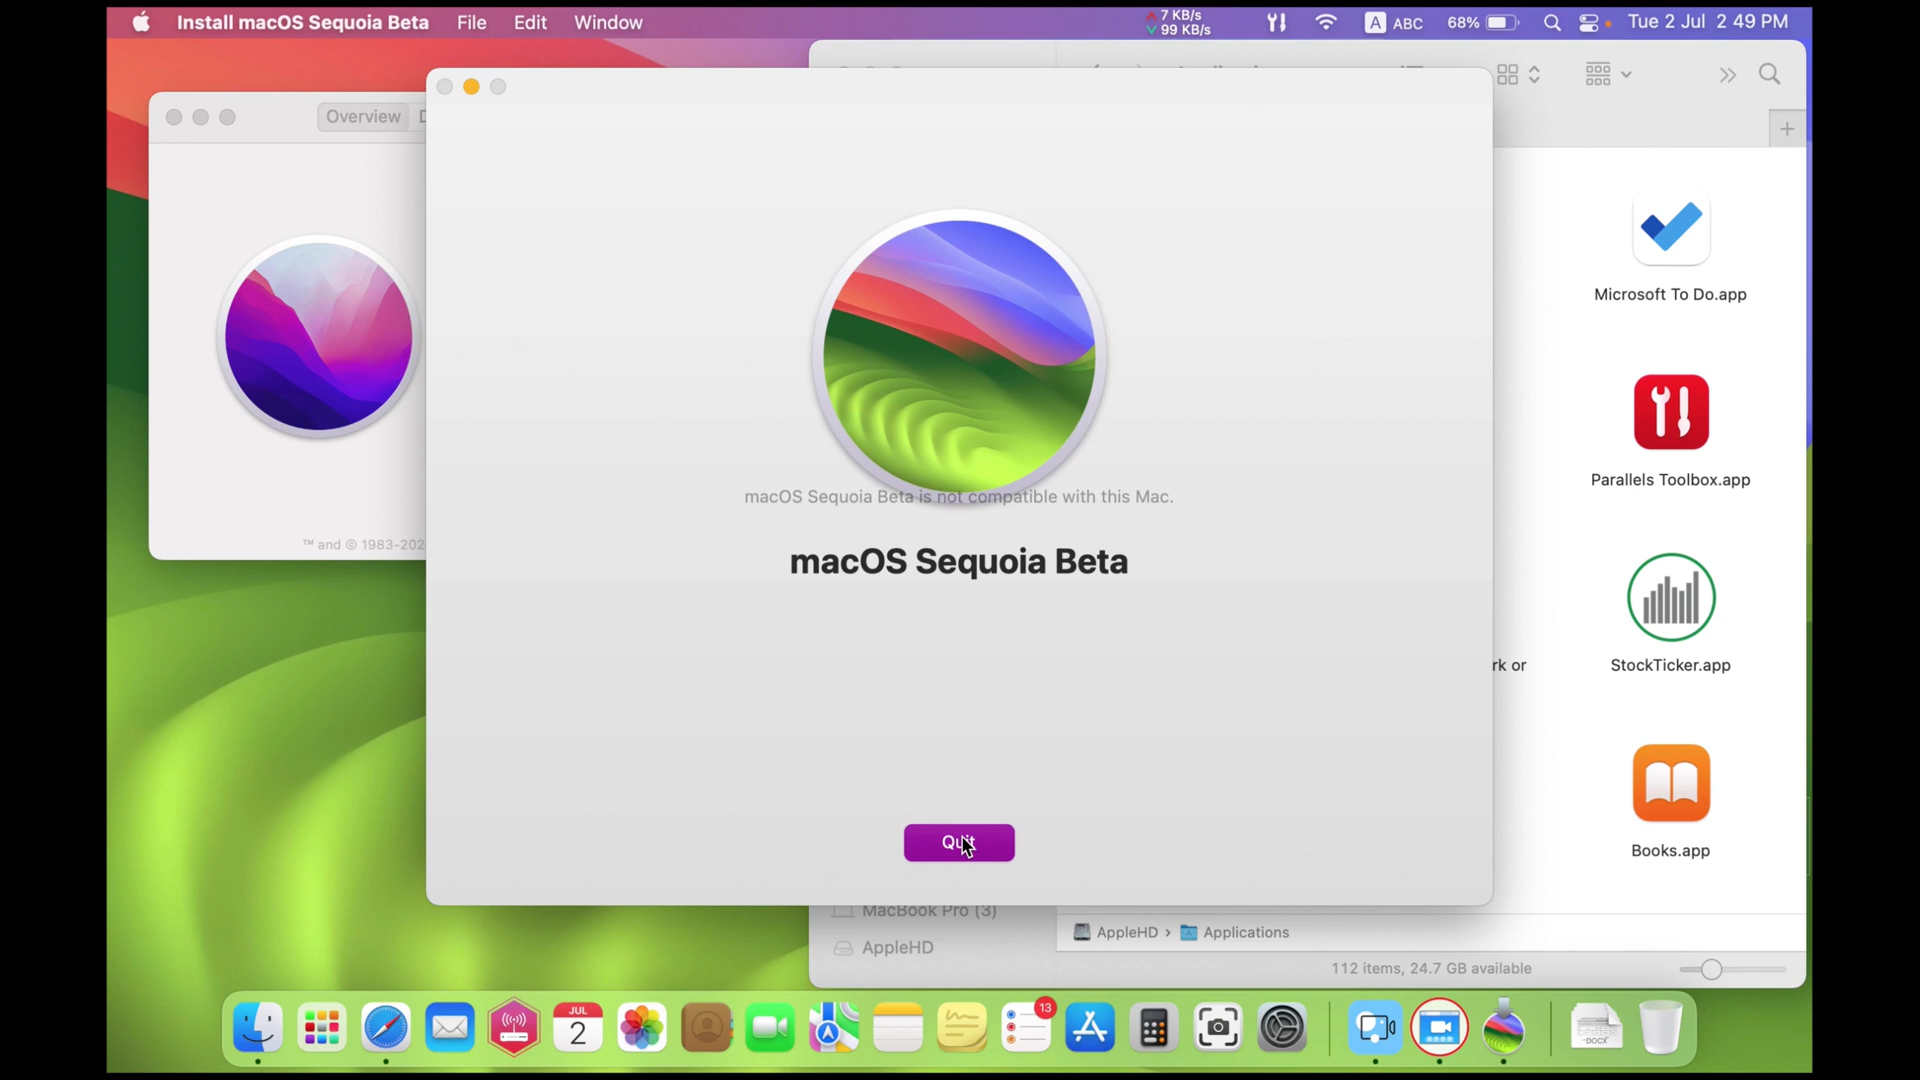 Install macOS Sequoia Beta File Edit Window
7 KB/s
99 KB/s
A ABC 68% Tue 2 Jul 2 49 PM
Overview
macOS Sequoia Beta is not compatible with this Mac.
macOS Sequoia Beta
™ and © 1983-202
Quit
Microsoft To Do.app
Parallels Toolbox.app
rk or
StockTicker.app
Books.app
MacBook Pro (3)
AppleHD
AppleHD › Applications
112 items, 24.7 GB available
JUL
2
13
DOCX